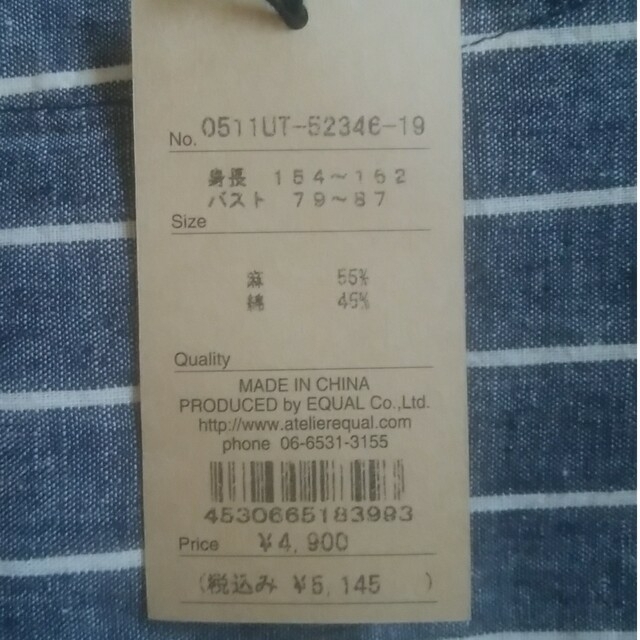 No. 0511UT-52346-19
身長 154～162
バスト 79～87
Size
麻 55%
綿 45%
Quality
MADE IN CHINA
PRODUCED by EQUAL Co.,Ltd.
http://www.atelierequal.com
phone 06-6531-3155
4530665183993
Price ¥4,900
(税込み ¥5,145 )